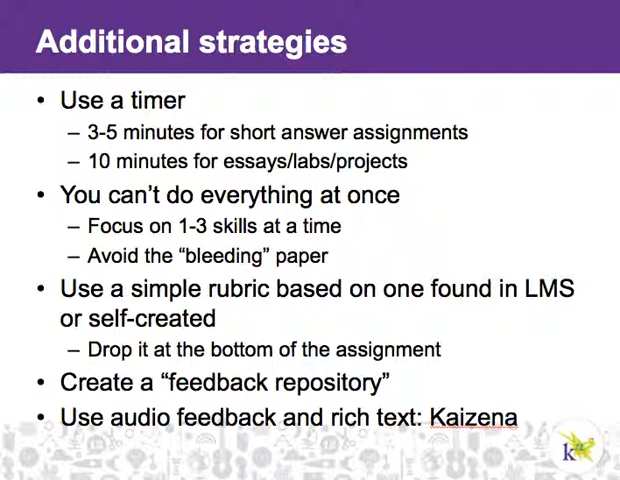 Additional strategies
• Use a timer
– 3-5 minutes for short answer assignments
– 10 minutes for essays/labs/projects
• You can’t do everything at once
– Focus on 1-3 skills at a time
– Avoid the “bleeding” paper
• Use a simple rubric based on one found in LMS
or self-created
– Drop it at the bottom of the assignment
• Create a “feedback repository”
• Use audio feedback and rich text: Kaizena